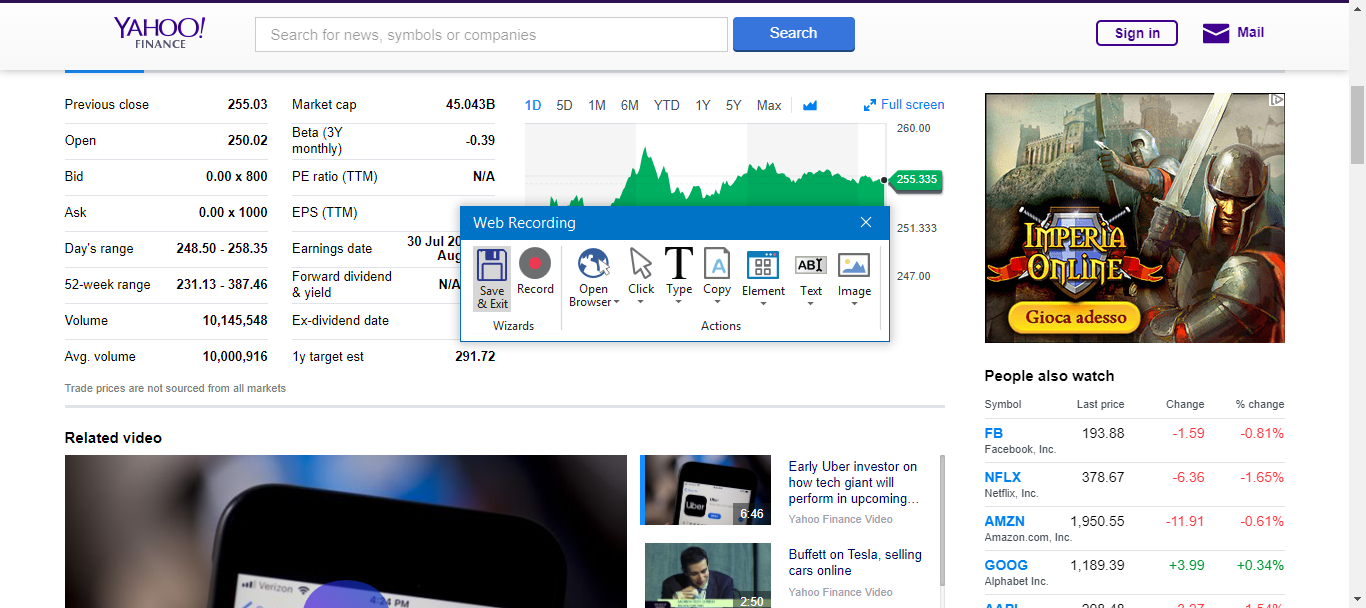 YAHOO!
FINANCE
Search for news, symbols or companies
Search
Sign in
Mail
Previous close 255.03
Open 250.02
Bid 0.00 x 800
Ask 0.00 x 1000
Day's range 248.50 - 258.35
52-week range 231.13 - 387.46
Volume 10,145,548
Avg. volume 10,000,916
Market cap 45.043B
Beta (3Y
monthly) -0.39
PE ratio (TTM) N/A
EPS (TTM)
Earnings date 30 Jul 20
Aug
Forward dividend
& yield N/A
Ex-dividend date
1y target est 291.72
Trade prices are not sourced from all markets
1D 5D 1M 6M YTD 1Y 5Y Max
Full screen
260.00
255.335
251.333
247.00
Web Recording
Save
& Exit
Record
Wizards
Open
Browser
Click
Type
Copy
Element
ABI
Text
Image
Actions
IMPERIA
ONLINE
Gioca adesso
People also watch
Symbol Last price Change % change
FB 193.88 -1.59 -0.81%
Facebook, Inc.
NFLX 378.67 -6.36 -1.65%
Netflix, Inc.
AMZN 1,950.55 -11.91 -0.61%
Amazon.com, Inc.
GOOG 1,189.39 +3.99 +0.34%
Alphabet Inc.
AAPL 208.48 -3.27 -1.54%
Related video
Verizon
4:24 PM
Uber
6:46
Early Uber investor on
how tech giant will
perform in upcoming…
Yahoo Finance Video
2:50
Buffett on Tesla, selling
cars online
Yahoo Finance Video